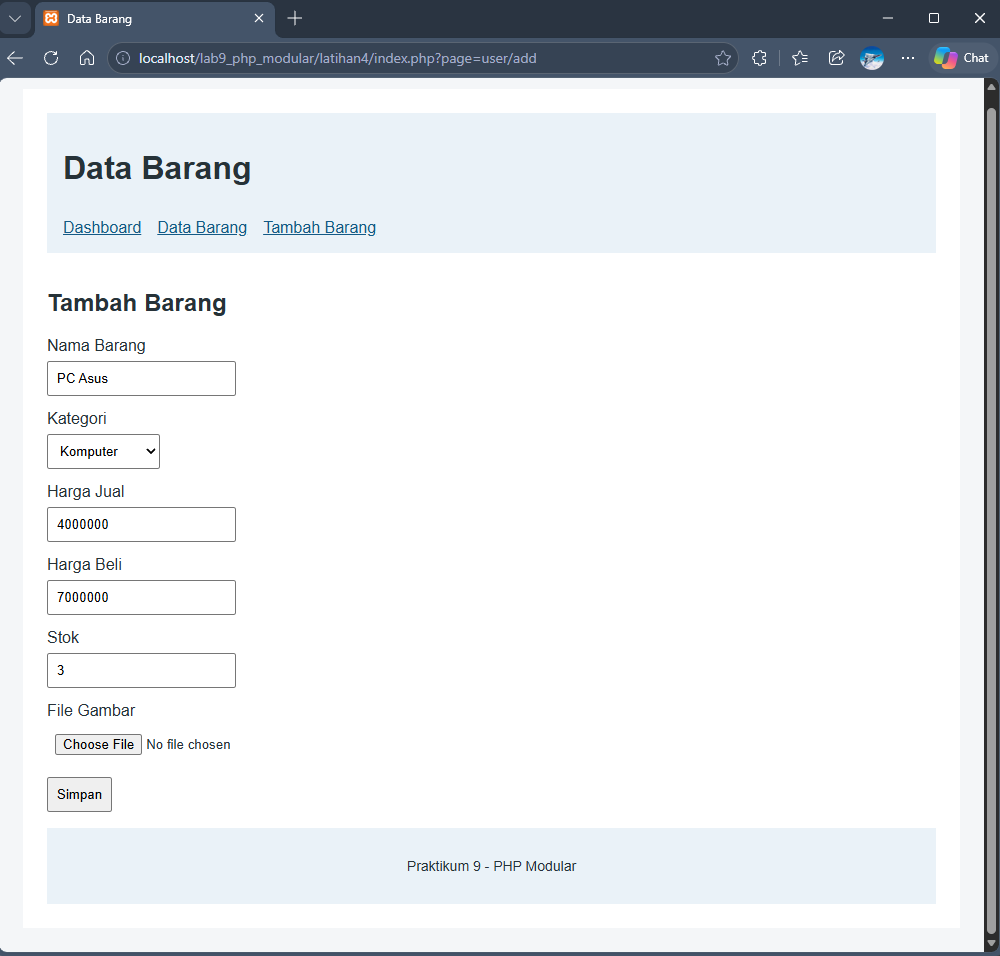 Data Barang
localhost/lab9_php_modular/latihan4/index.php?page=user/add
Chat
Data Barang
Dashboard Data Barang Tambah Barang
Tambah Barang
Nama Barang
PC Asus
Kategori
Komputer
Harga Jual
4000000
Harga Beli
7000000
Stok
3
File Gambar
Choose File No file chosen
Simpan
Praktikum 9 - PHP Modular